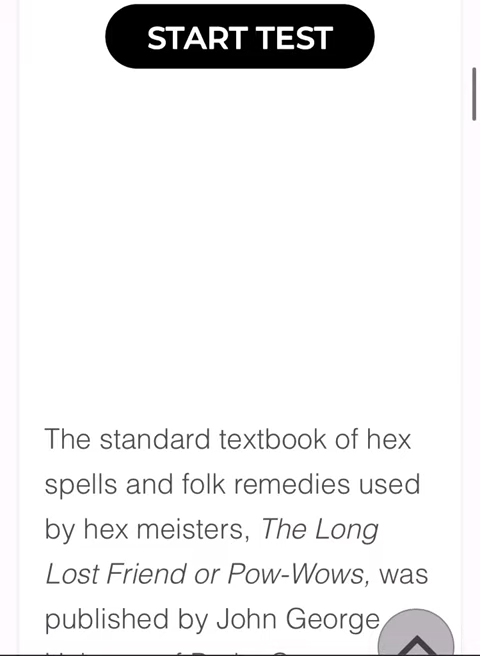 START TEST
The standard textbook of hex
spells and folk remedies used
by hex meisters, The Long
Lost Friend or Pow-Wows, was
published by John George